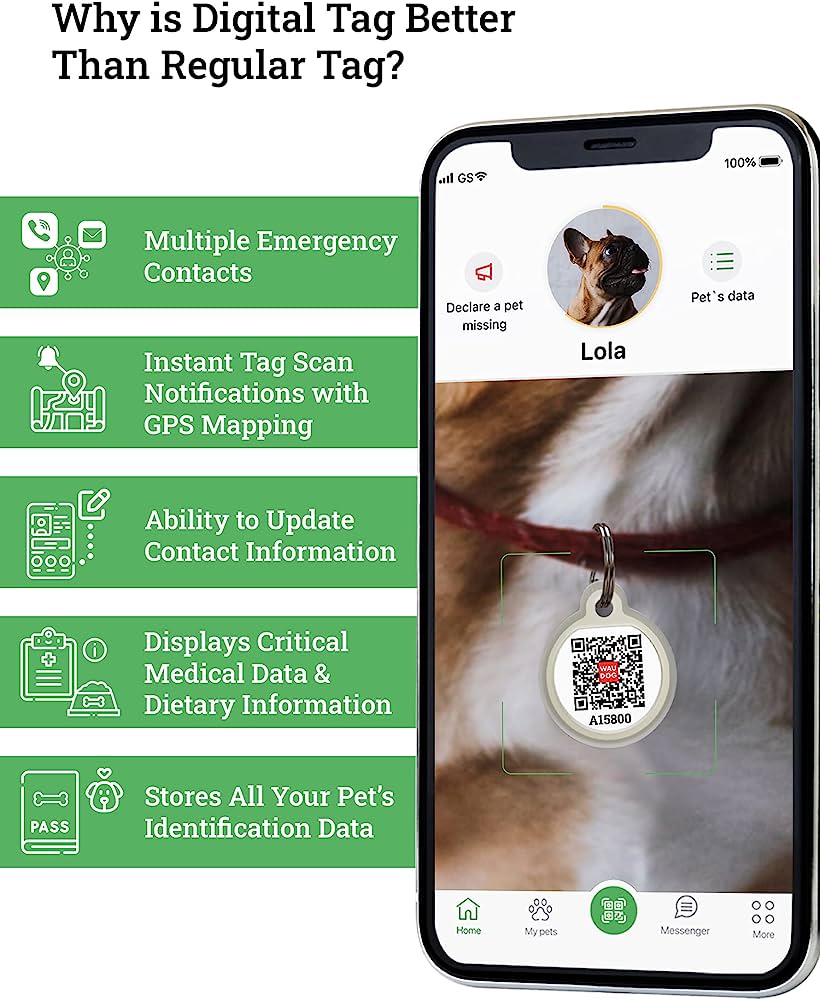 Why is Digital Tag Better
Than Regular Tag?
Multiple Emergency
Contacts
Instant Tag Scan
Notifications with
GPS Mapping
Ability to Update
Contact Information
Displays Critical
Medical Data &
Dietary Information
PASS
Stores All Your Pet's
Identification Data
GS
100%
Declare a pet
missing
Pet`s data
Lola
WAU
DOG
A15800
Home
My pets
Messenger
More